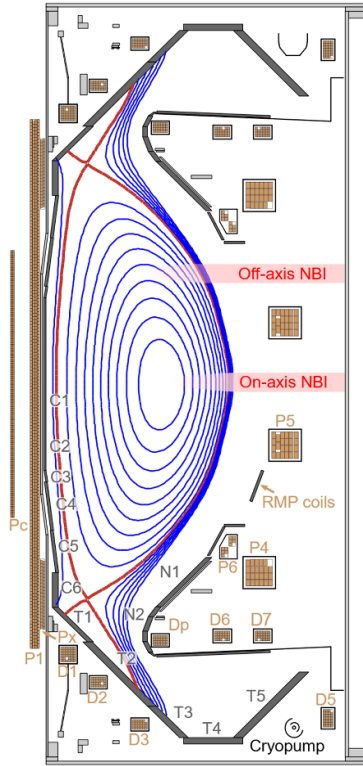 Off-axis NBI
On-axis NBI
C1
P5
C2
C3
RMP coils
C4
Pc
C5
P4
N1
P6
C6
T1
N2
Dp
D6
D7
Px
P1
D1
T2
D2
T5
T3
D5
D3
T4
Cryopump